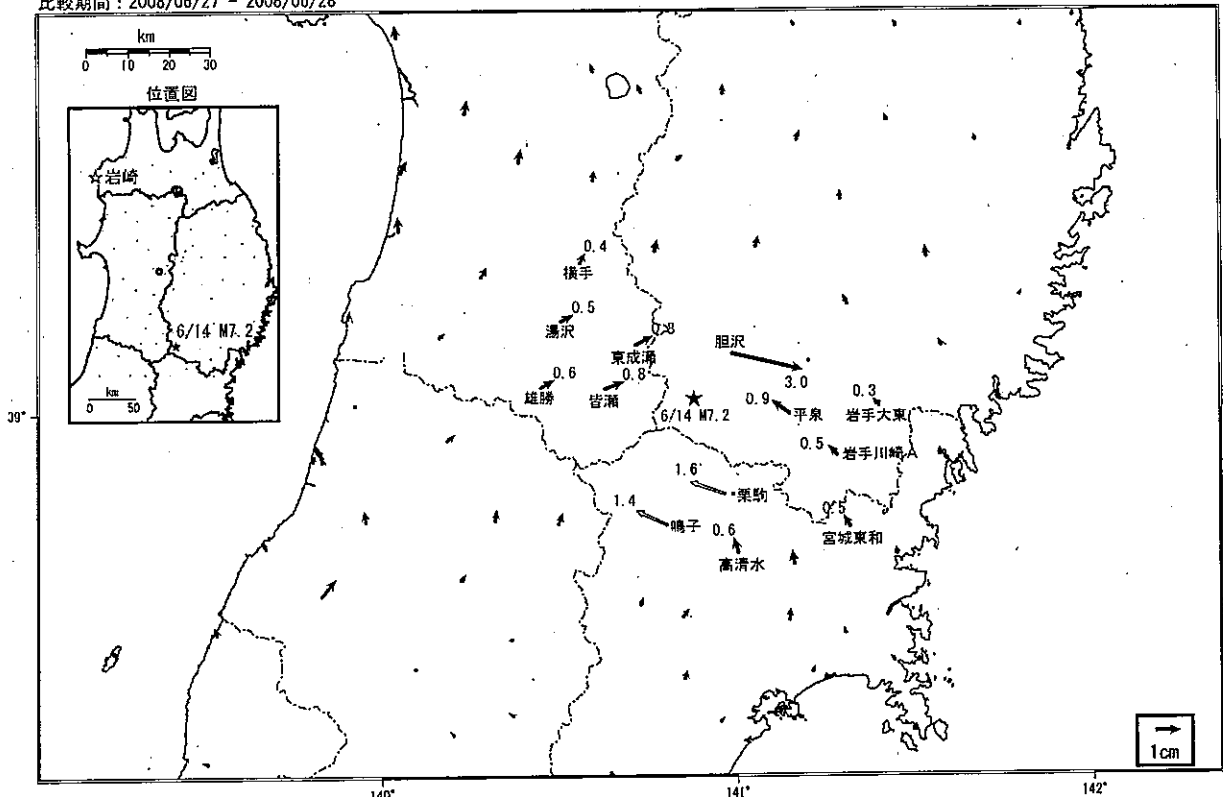 比較期間：2008/06/27 - 2008/06/28
km
0 10 20 30
位置図
☆岩崎
6/14 M7.2
km
0 50
0.4
横手
0.5
湯沢
0.8
東成瀬
胆沢
3.0
0.6
雄勝
0.8
皆瀬
6/14 M7.2
0.9
平泉
0.3
岩手大東
39°
0.5
岩手川崎A
1.6
栗駒
1.4
鳴子
0.6
高清水
0.5
宮城東和
1cm
140°
141°
142°